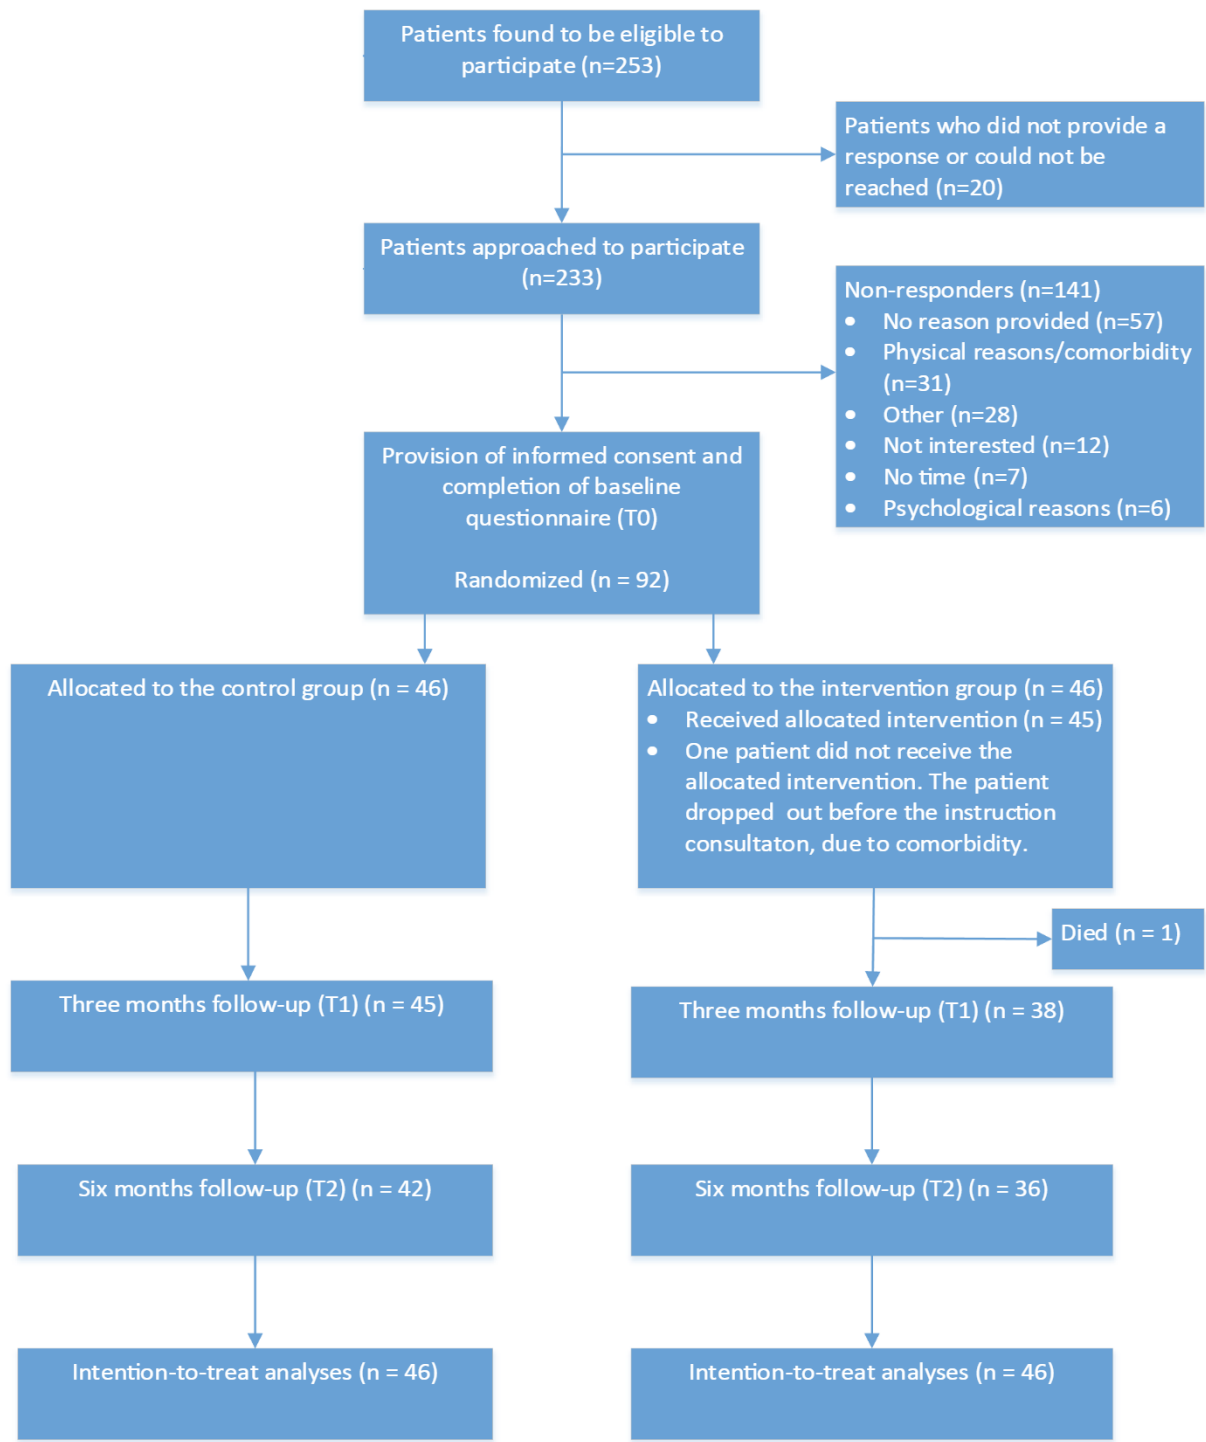 Patients found to be eligible to
participate (n=253)
Patients who did not provide a
response or could not be
reached (n=20)
Patients approached to participate
(n=233)
Non-responders (n=141)
• No reason provided (n=57)
• Physical reasons/comorbidity
(n=31)
• Other (n=28)
• Not interested (n=12)
• No time (n=7)
• Psychological reasons (n=6)
Provision of informed consent and
completion of baseline
questionnaire (T0)
Randomized (n = 92)
Allocated to the control group (n = 46)
Allocated to the intervention group (n = 46)
• Received allocated intervention (n = 45)
• One patient did not receive the
allocated intervention. The patient
dropped  out before the instruction
consultaton, due to comorbidity.
Died (n = 1)
Three months follow-up (T1) (n = 45)
Three months follow-up (T1) (n = 38)
Six months follow-up (T2) (n = 42)
Six months follow-up (T2) (n = 36)
Intention-to-treat analyses (n = 46)
Intention-to-treat analyses (n = 46)